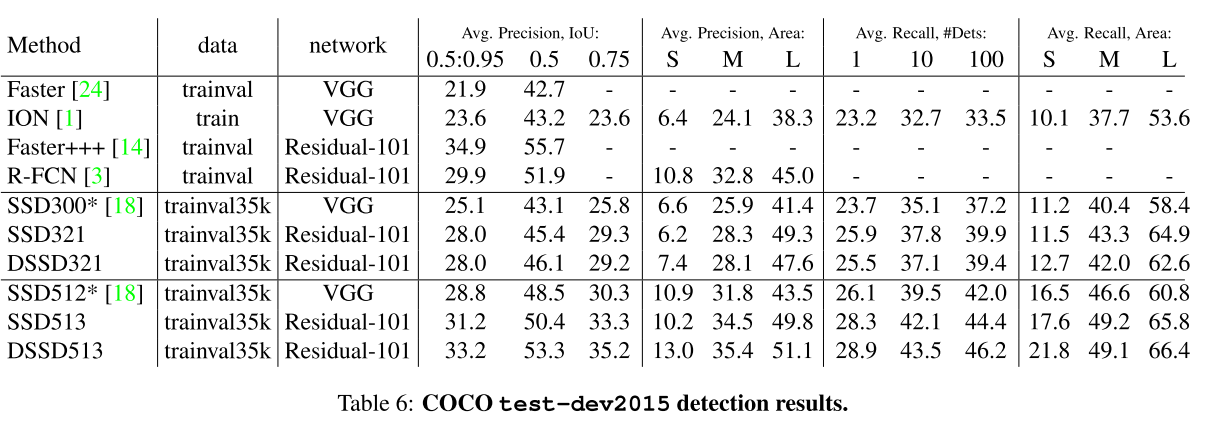 Method data network Avg. Precision, IoU: Avg. Precision, Area: Avg. Recall, #Dets: Avg. Recall, Area:
0.5:0.95 0.5 0.75 S M L 1 10 100 S M L
Faster [24] trainval VGG 21.9 42.7 - - - - - - - - - -
ION [1] train VGG 23.6 43.2 23.6 6.4 24.1 38.3 23.2 32.7 33.5 10.1 37.7 53.6
Faster+++ [14] trainval Residual-101 34.9 55.7 - - - - - - - - - -
R-FCN [3] trainval Residual-101 29.9 51.9 - 10.8 32.8 45.0 - - - - - -
SSD300* [18] trainval35k VGG 25.1 43.1 25.8 6.6 25.9 41.4 23.7 35.1 37.2 11.2 40.4 58.4
SSD321 trainval35k Residual-101 28.0 45.4 29.3 6.2 28.3 49.3 25.9 37.8 39.9 11.5 43.3 64.9
DSSD321 trainval35k Residual-101 28.0 46.1 29.2 7.4 28.1 47.6 25.5 37.1 39.4 12.7 42.0 62.6
SSD512* [18] trainval35k VGG 28.8 48.5 30.3 10.9 31.8 43.5 26.1 39.5 42.0 16.5 46.6 60.8
SSD513 trainval35k Residual-101 31.2 50.4 33.3 10.2 34.5 49.8 28.3 42.1 44.4 17.6 49.2 65.8
DSSD513 trainval35k Residual-101 33.2 53.3 35.2 13.0 35.4 51.1 28.9 43.5 46.2 21.8 49.1 66.4
Table 6: COCO test-dev2015 detection results.